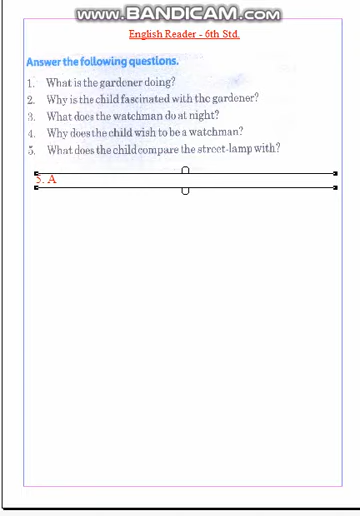 www.BANDICAM.com
English Reader - 6th Std.
Answer the following questions.
1. What is the gardener doing?
2. Why is the child fascinated with the gardener?
3. What does the watchman do at night?
4. Why does the child wish to be a watchman?
5. What does the child compare the street-lamp with?
5. A